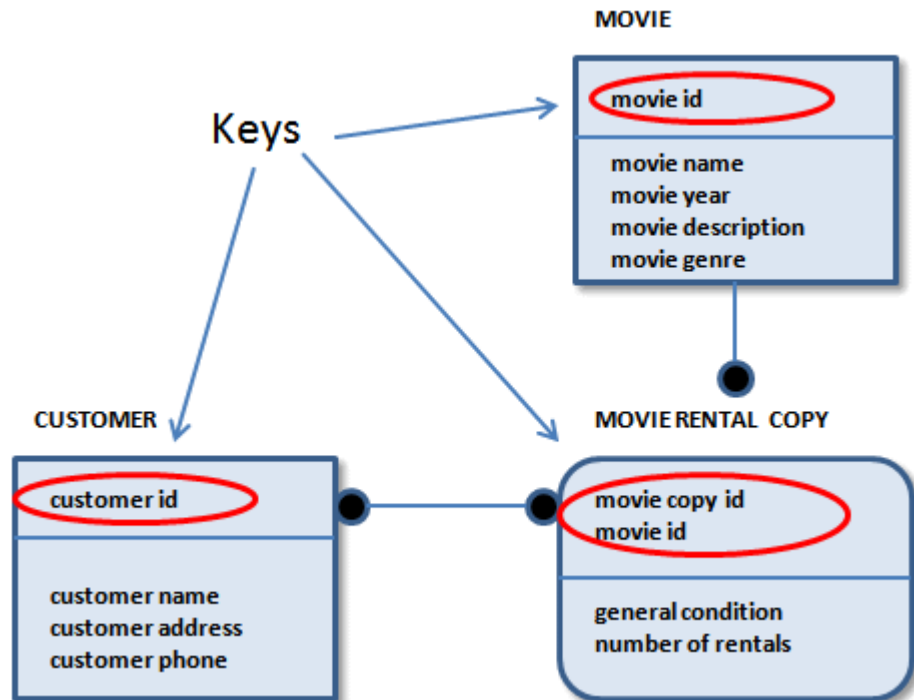 MOVIE
movie id
Keys
movie name
movie year
movie description
movie genre
CUSTOMER
MOVIE RENTAL COPY
customer id
movie copy id
movie id
customer name
customer address
customer phone
general condition
number of rentals